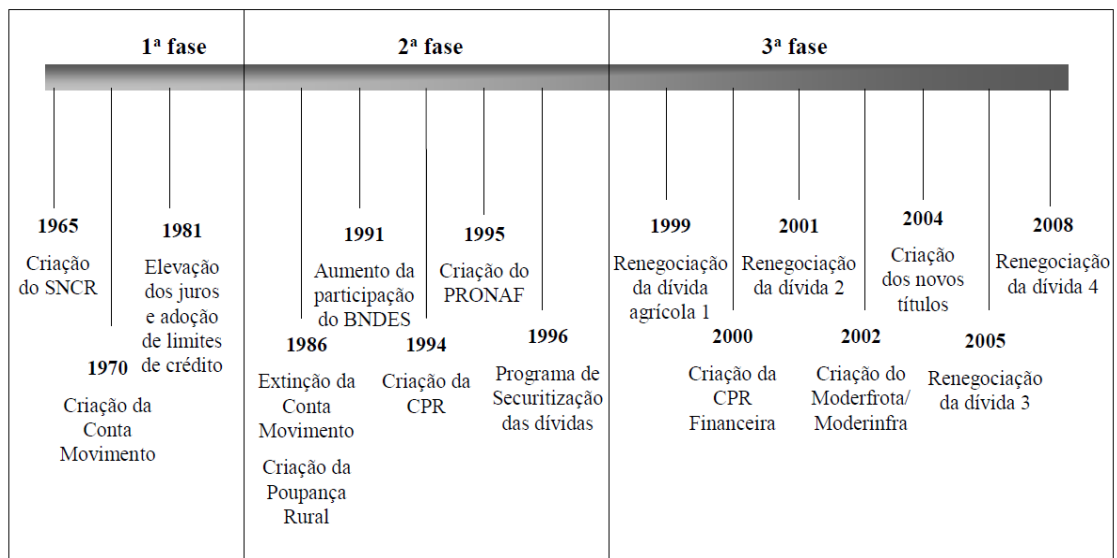 1ª fase
2ª fase
3ª fase
1965
Criação
do SNCR
1970
Criação da
Conta
Movimento
1981
Elevação
dos juros
e adoção
de limites
de crédito
1986
Extinção da
Conta
Movimento
Criação da
Poupança
Rural
1991
Aumento da
participação
do BNDES
1994
Criação da
CPR
1995
Criação do
PRONAF
1996
Programa de
Securitização
das dívidas
1999
Renegociação
da dívida
agrícola 1
2000
Criação da
CPR
Financeira
2001
Renegociação
da dívida 2
2002
Criação do
Moderfrota/
Moderinfra
2004
Criação
dos novos
títulos
2005
Renegociação
da dívida 3
2008
Renegociação
da dívida 4